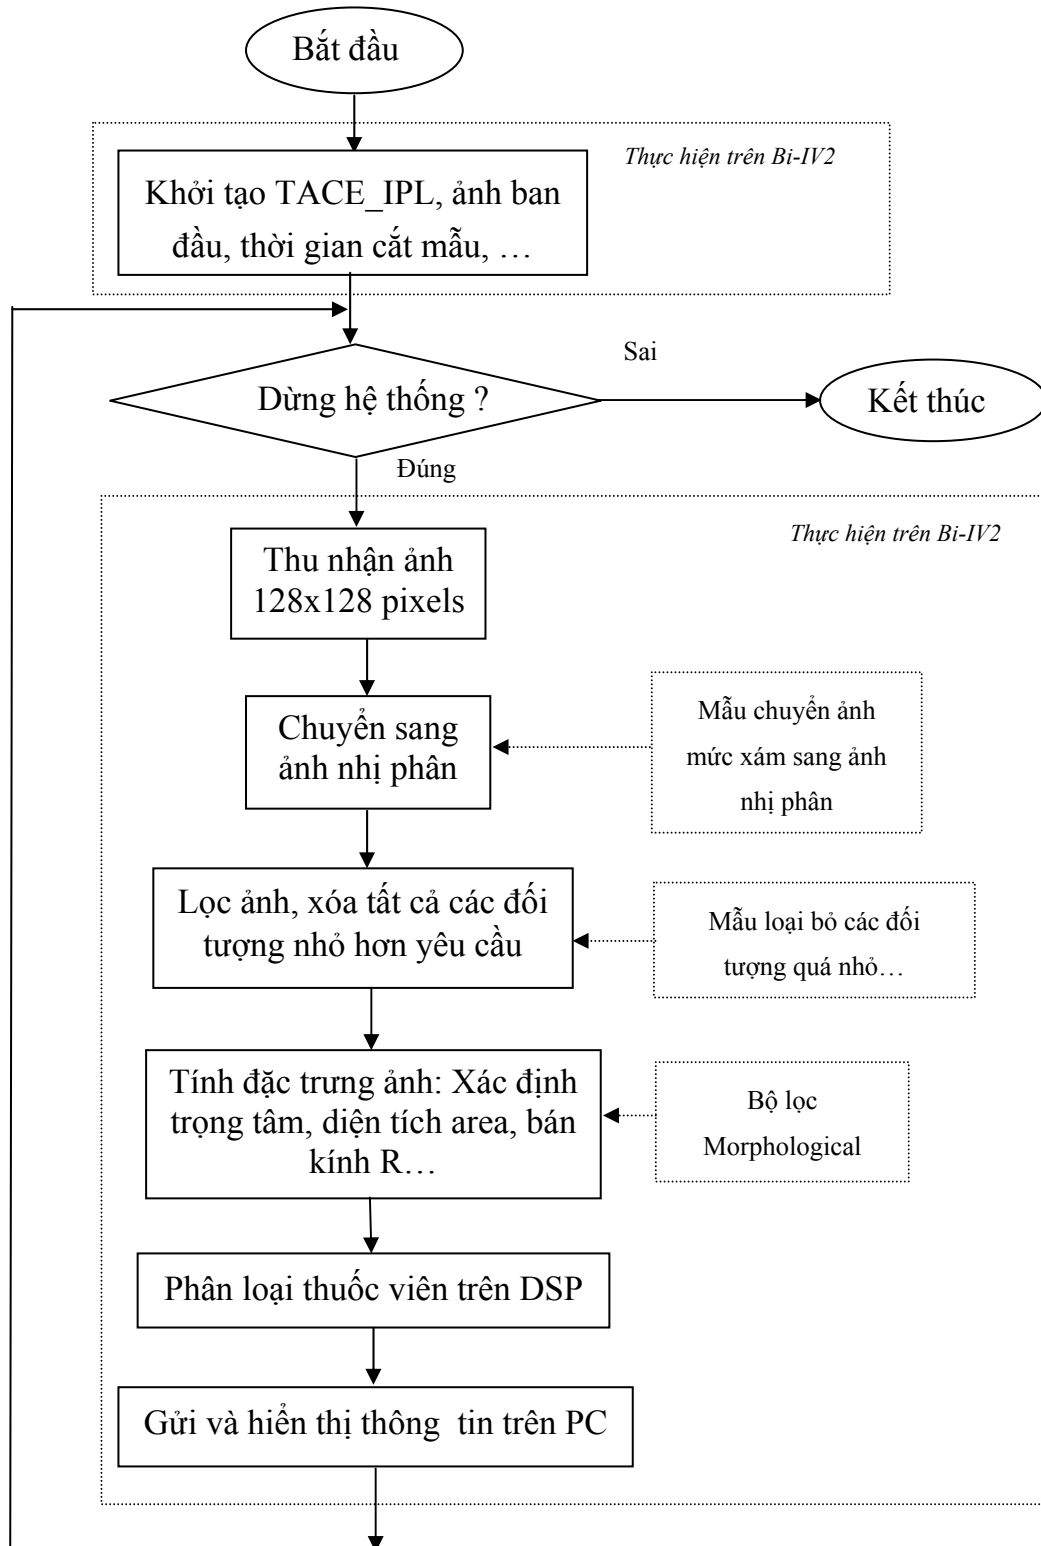 Bắt đầu
Thực hiện trên Bi-IV2
Khởi tạo TACE_IPL, ảnh ban
đầu, thời gian cắt mẫu, …
Sai
Dừng hệ thống ?
Kết thúc
Đúng
Thực hiện trên Bi-IV2
Thu nhận ảnh
128x128 pixels
Chuyển sang
ảnh nhị phân
Mẫu chuyển ảnh
mức xám sang ảnh
nhị phân
Lọc ảnh, xóa tất cả các đối
tượng nhỏ hơn yêu cầu
Mẫu loại bỏ các đối
tượng quá nhỏ…
Tính đặc trưng ảnh: Xác định
trọng tâm, diện tích area, bán
kính R…
Bộ lọc
Morphological
Phân loại thuốc viên trên DSP
Gửi và hiển thị thông tin trên PC